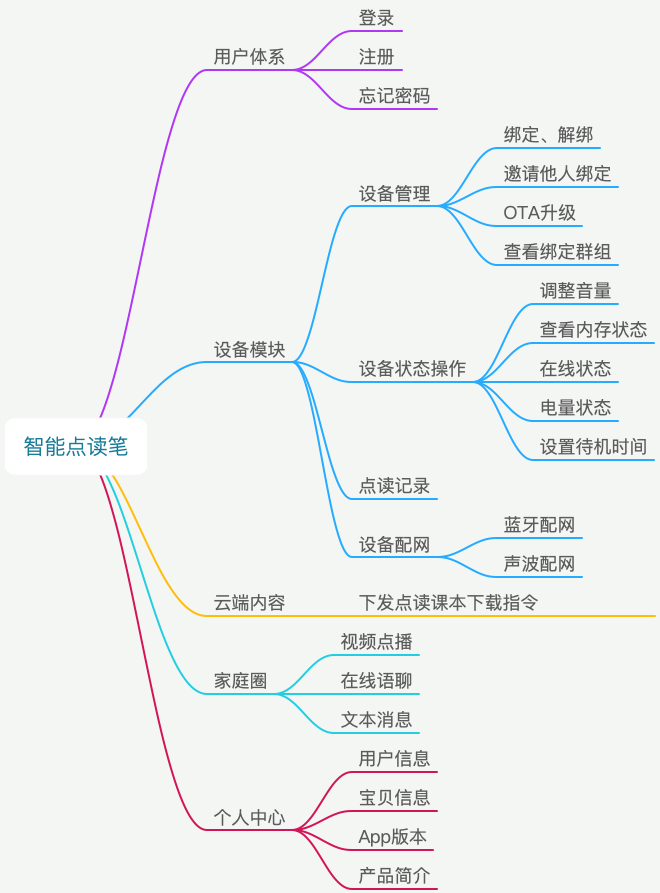 智能点读笔
用户体系
登录
注册
忘记密码
设备模块
设备管理
绑定、解绑
邀请他人绑定
OTA升级
查看绑定群组
设备状态操作
调整音量
查看内存状态
在线状态
电量状态
设置待机时间
点读记录
设备配网
蓝牙配网
声波配网
云端内容
下发点读课本下载指令
家庭圈
视频点播
在线语聊
文本消息
个人中心
用户信息
宝贝信息
App版本
产品简介